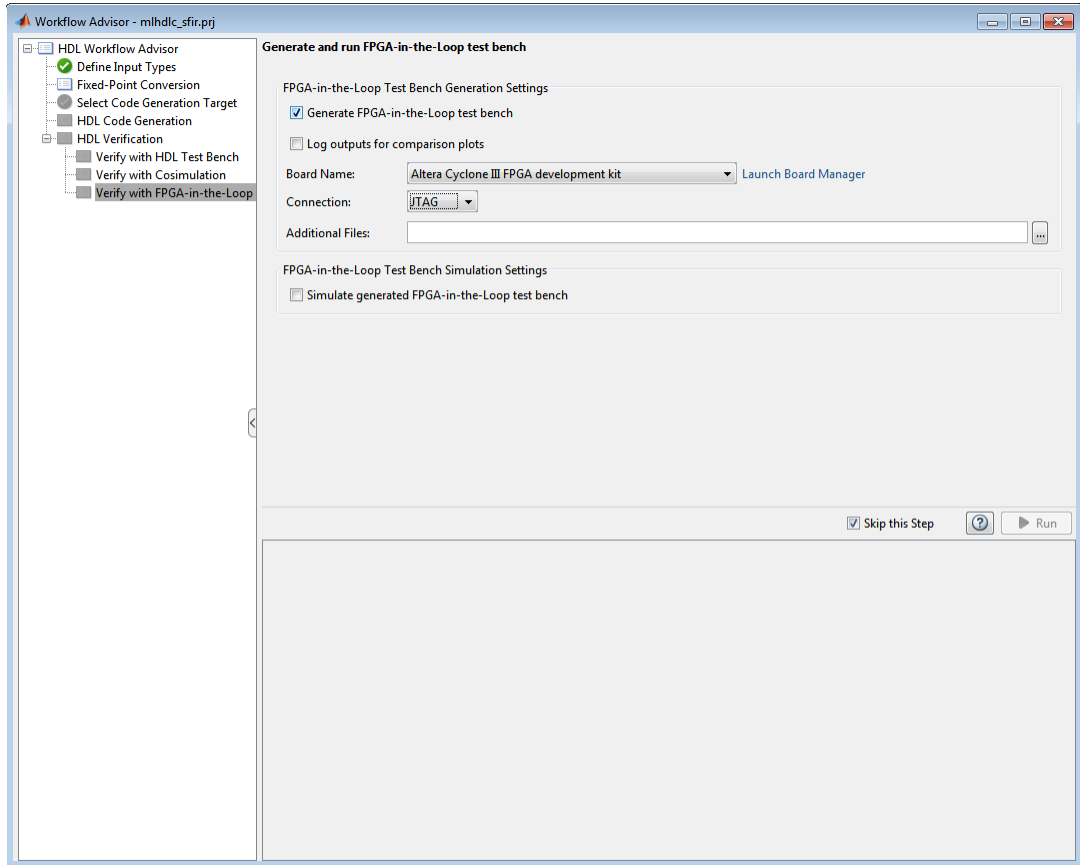 Workflow Advisor - mlhdlc_sfir.prj
HDL Workflow Advisor
Define Input Types
Fixed-Point Conversion
Select Code Generation Target
HDL Code Generation
HDL Verification
Verify with HDL Test Bench
Verify with Cosimulation
Verify with FPGA-in-the-Loop
Generate and run FPGA-in-the-Loop test bench
FPGA-in-the-Loop Test Bench Generation Settings
Generate FPGA-in-the-Loop test bench
Log outputs for comparison plots
Board Name: Altera Cyclone III FPGA development kit Launch Board Manager
Connection: JTAG
Additional Files: ...
FPGA-in-the-Loop Test Bench Simulation Settings
Simulate generated FPGA-in-the-Loop test bench
Skip this Step ? Run